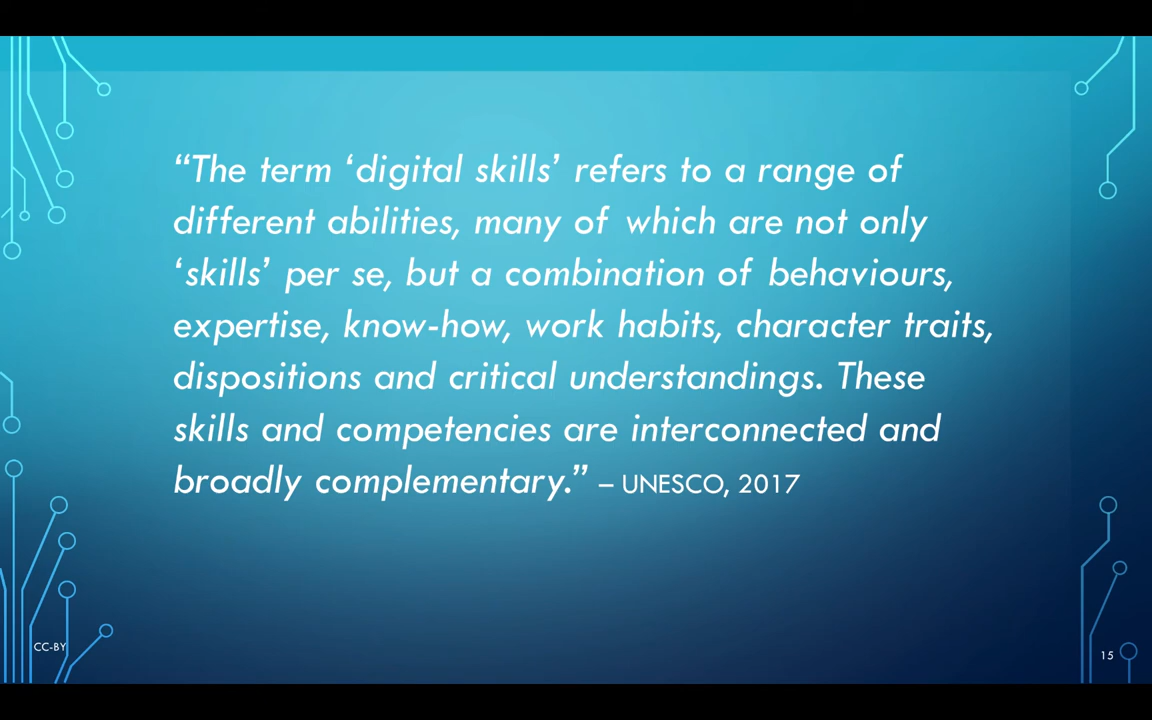 “The term ‘digital skills’ refers to a range of
different abilities, many of which are not only
‘skills’ per se, but a combination of behaviours,
expertise, know-how, work habits, character traits,
dispositions and critical understandings. These
skills and competencies are interconnected and
broadly complementary.” – UNESCO, 2017
CC-BY
15